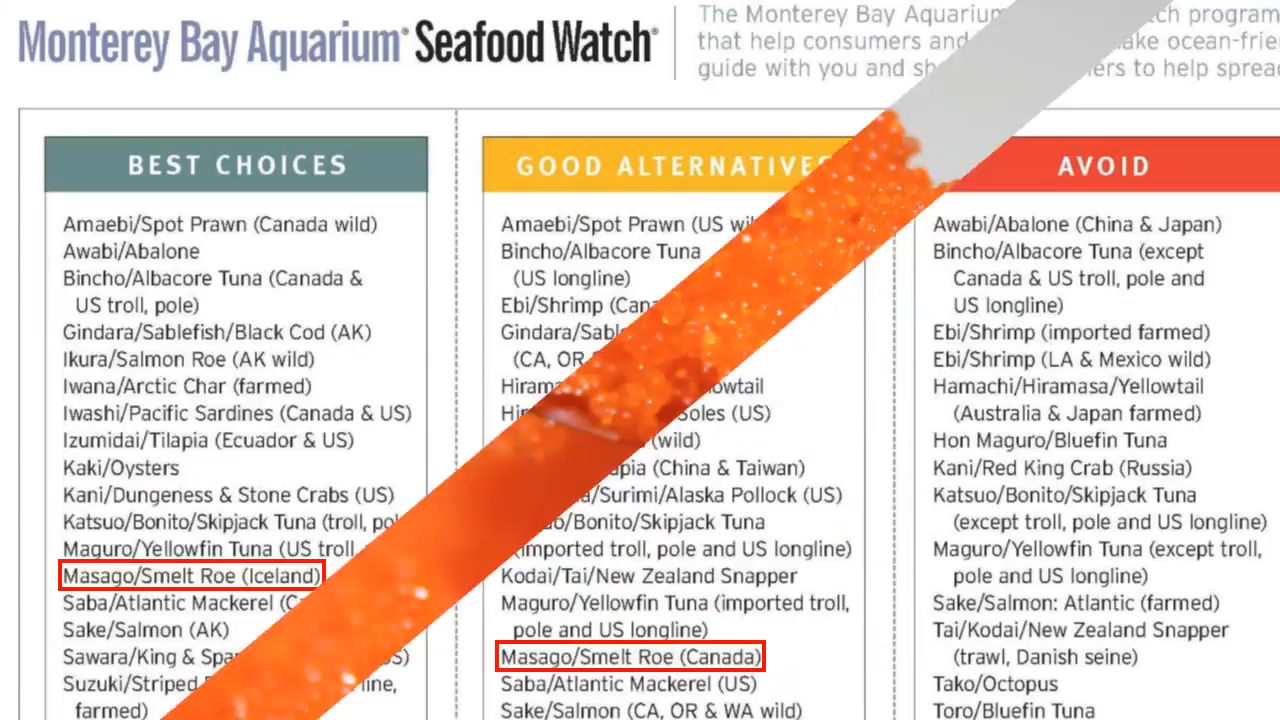 Monterey Bay Aquarium® Seafood Watch®
The Monterey Bay Aquarium program
that help consumers and ocean-frie
guide with you and to help spread
BEST CHOICES
Amaebi/Spot Prawn (Canada wild)
Awabi/Abalone
Bincho/Albacore Tuna (Canada &
US troll, pole)
Gindara/Sablefish/Black Cod (AK)
Ikura/Salmon Roe (AK wild)
Iwana/Arctic Char (farmed)
Iwashi/Pacific Sardines (Canada & US)
Izumidai/Tilapia (Ecuador & US)
Kaki/Oysters
Kani/Dungeness & Stone Crabs (US)
Katsuo/Bonito/Skipjack Tuna (troll,
Maguro/Yellowfin Tuna (US troll,
Masago/Smelt Roe (Iceland)
Saba/Atlantic Mackerel
Sake/Salmon (AK)
Sawara/King &
Suzuki/Striped line,
farmed)
GOOD ALTERNATIVES
Amaebi/Spot Prawn (US
Bincho/Albacore Tuna
(US longline)
Ebi/Shrimp
(CA, OR
Soles (US)
(wild)
(China & Taiwan)
/Surimi/Alaska Pollock (US)
/Bonito/Skipjack Tuna
(imported troll, pole and US longline)
Kodai/Tai/New Zealand Snapper
Maguro/Yellowfin Tuna (imported troll,
pole and US longline)
Masago/Smelt Roe (Canada)
Saba/Atlantic Mackerel (US)
Sake/Salmon (CA, OR & WA wild)
AVOID
Awabi/Abalone (China & Japan)
Bincho/Albacore Tuna (except
Canada & US troll, pole and
US longline)
Ebi/Shrimp (imported farmed)
Ebi/Shrimp (LA & Mexico wild)
Hamachi/Hiramasa/Yellowtail
(Australia & Japan farmed)
Hon Maguro/Bluefin Tuna
Kani/Red King Crab (Russia)
Katsuo/Bonito/Skipjack Tuna
(except troll, pole and US longline)
Maguro/Yellowfin Tuna (except troll,
pole and US longline)
Sake/Salmon: Atlantic (farmed)
Tai/Kodai/New Zealand Snapper
(trawl, Danish seine)
Tako/Octopus
Toro/Bluefin Tuna